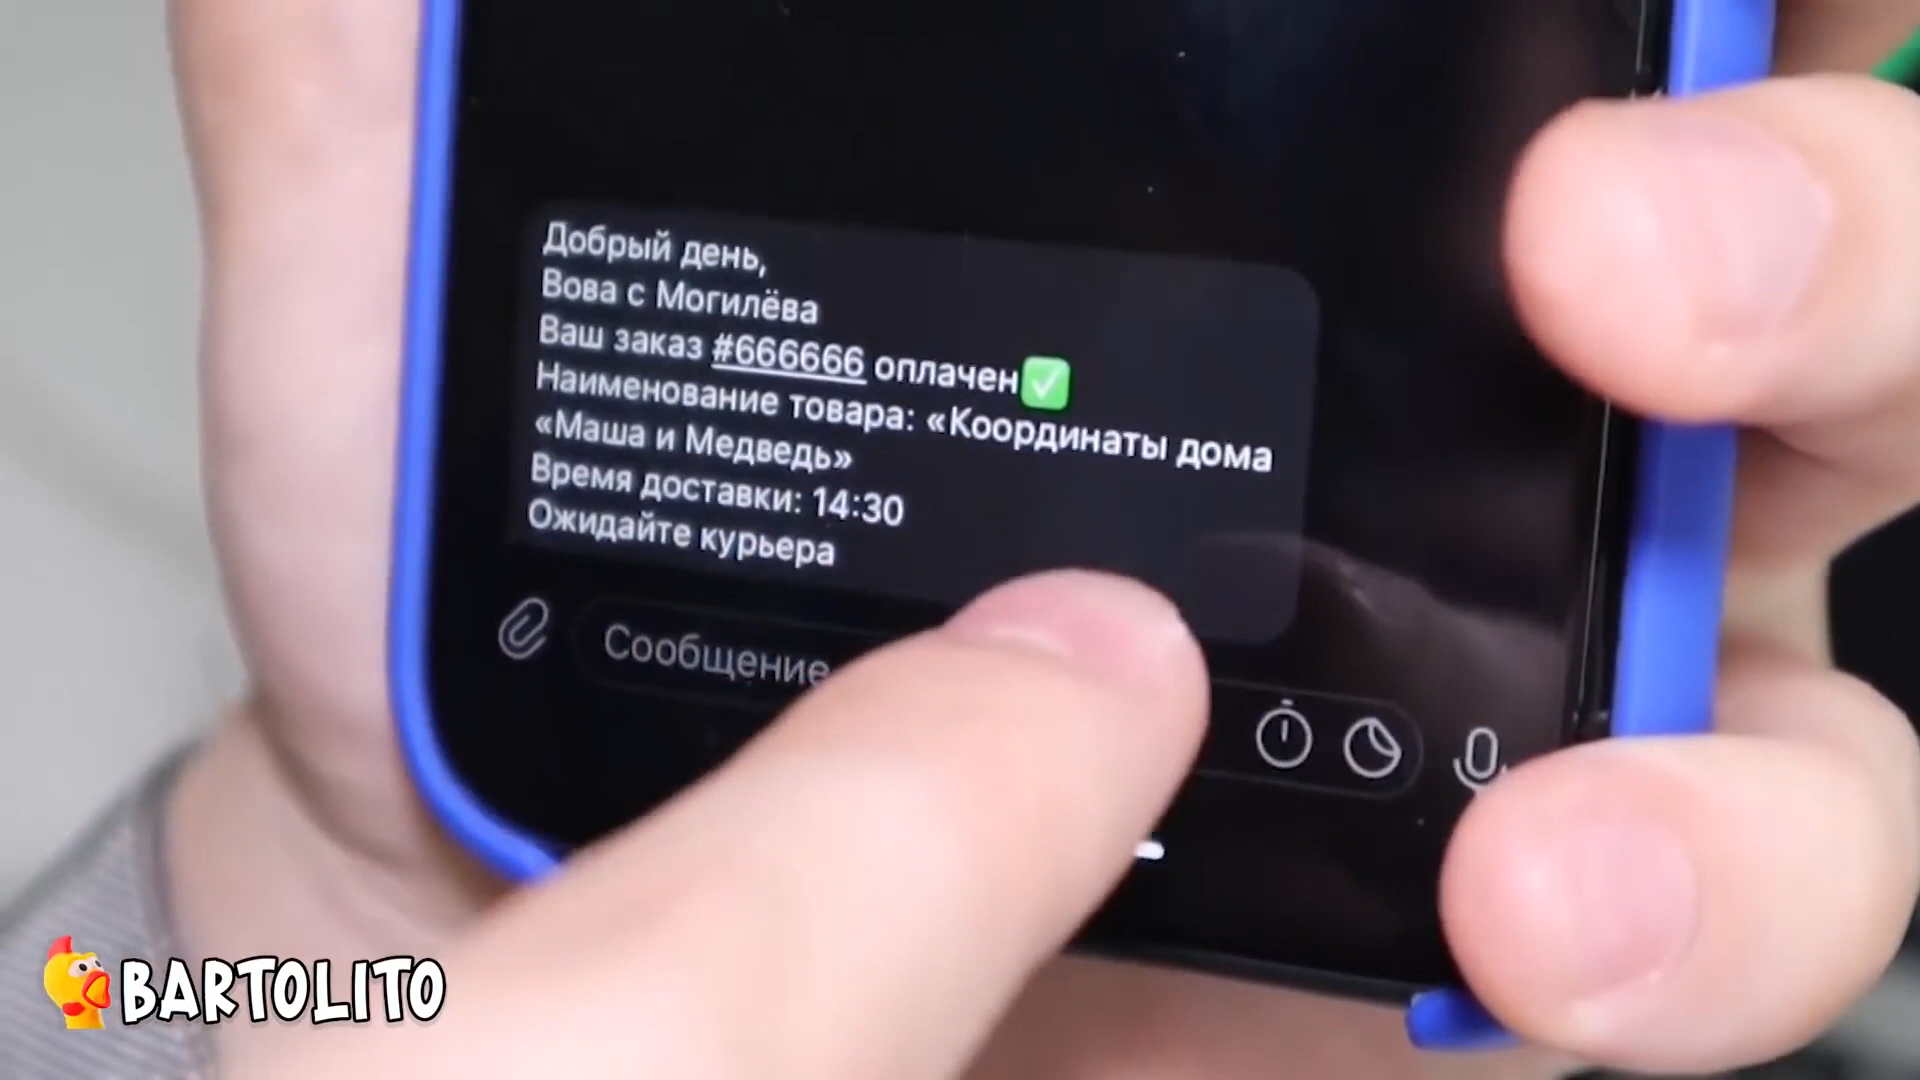 Добрый день,
Вова с Могилёва
Ваш заказ #666666 оплачен✅
Наименование товара: «Координаты дома
«Маша и Медведь»
Время доставки: 14:30
Ожидайте курьера
Сообщение
BARTOLITO